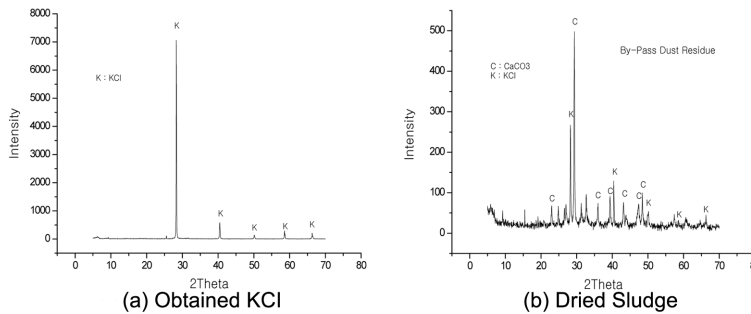 8000
7000
6000
5000
4000
3000
2000
1000
0
Intensity
K : KCl
K
K
K
K
K
0 10 20 30 40 50 60 70 80
2Theta
(a) Obtained KCl
500
400
300
200
100
0
Intensity
By-Pass Dust Residue
C : CaCO3
K : KCl
C
K
C
C
C
K
C
C
C
K
K
K
0 10 20 30 40 50 60 70 80
2Theta
(b) Dried Sludge